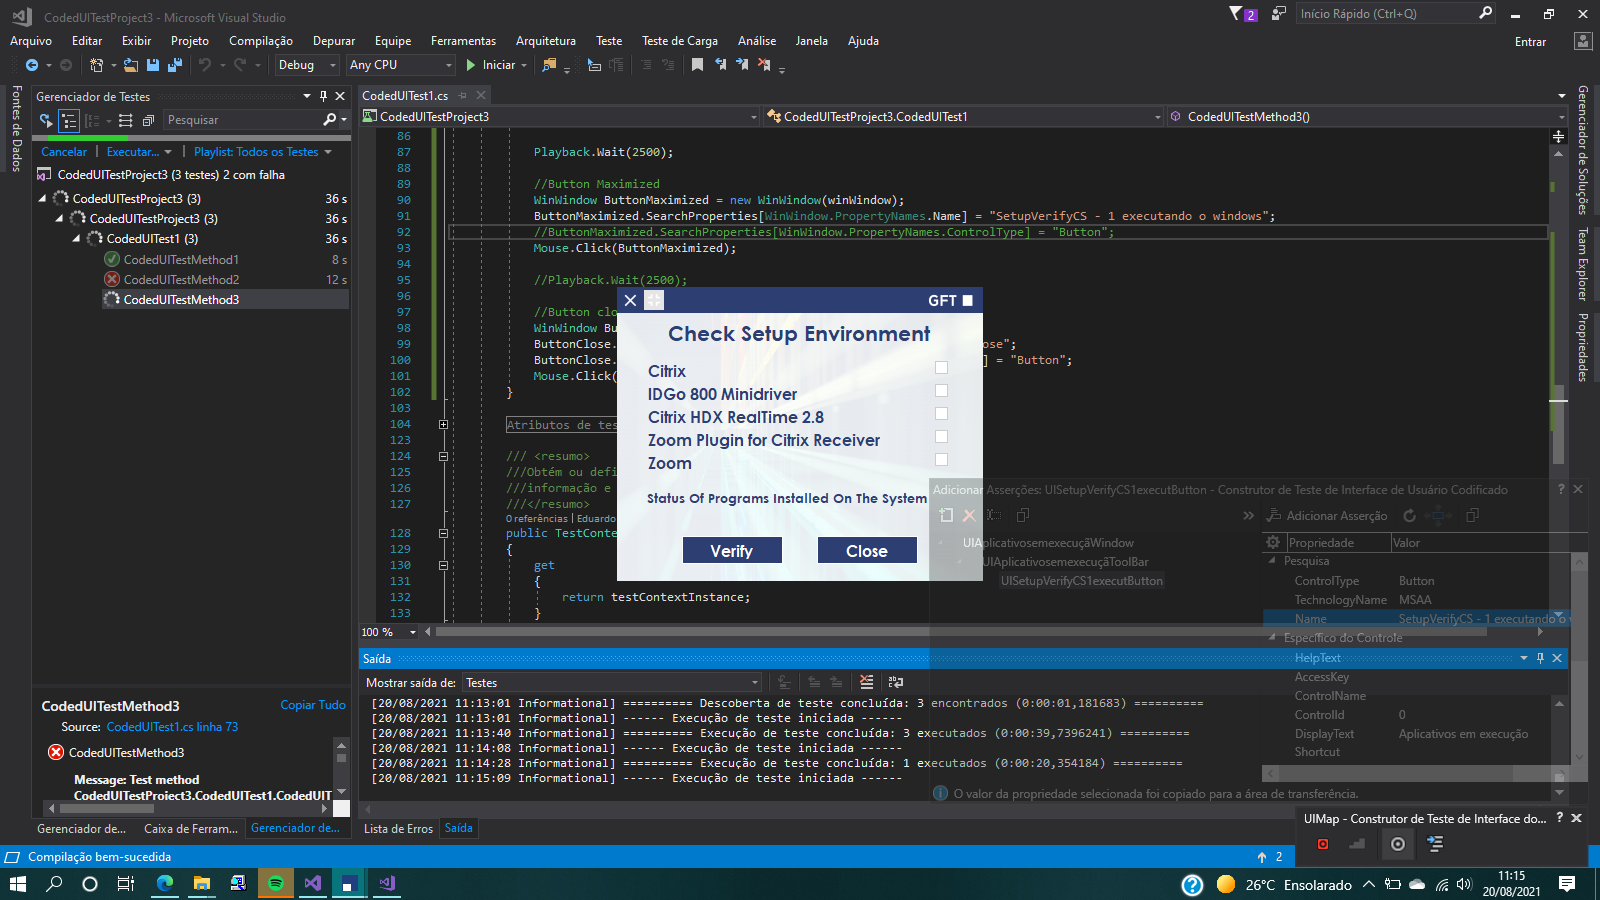 CodedUITestProject3 - Microsoft Visual Studio
2
Início Rápido (Ctrl+Q)
Arquivo Editar Exibir Projeto Compilação Depurar Equipe Ferramentas Arquitetura Teste Teste de Carga Análise Janela Ajuda
Entrar
Debug Any CPU Iniciar
Fontes de Dados
Gerenciador de Testes
Pesquisar
Cancelar | Executar... | Playlist: Todos os Testes
CodedUITestProject3 (3 testes) 2 com falha
CodedUITestProject3 (3) 36 s
CodedUITestProject3 (3) 36 s
CodedUITest1 (3) 36 s
CodedUITestMethod1 8 s
CodedUITestMethod2 12 s
CodedUITestMethod3
CodedUITestMethod3 Copiar Tudo
Source: CodedUITest1.cs linha 73
CodedUITestMethod3
Message: Test method
CodedUITestProject3.CodedUITest1.CodedUIT
Gerenciador de... Caixa de Ferram... Gerenciador de...
CodedUITest1.cs
CodedUITestProject3 CodedUITestProject3.CodedUITest1 CodedUITestMethod3()
86
87 Playback.Wait(2500);
88
89 //Button Maximized
90 WinWindow ButtonMaximized = new WinWindow(winWindow);
91 ButtonMaximized.SearchProperties[WinWindow.PropertyNames.Name] = "SetupVerifyCS - 1 executando o windows";
92 //ButtonMaximized.SearchProperties[WinWindow.PropertyNames.ControlType] = "Button";
93 Mouse.Click(ButtonMaximized);
94
95 //Playback.Wait(2500);
96
97 //Button clo
98 WinWindow Bu
99 ButtonClose. ose";
100 ButtonClose. ] = "Button";
101 Mouse.Click(
102 }
103
104 Atributos de tes
123
124 /// <resumo>
125 ///Obtém ou defi
126 ///informação e
127 ///</resumo>
0 referências | Eduardo
128 public TestConte
129 {
130 get
131 {
132 return testContextInstance;
133 }
100 %
GFT
Check Setup Environment
Citrix
IDGo 800 Minidriver
Citrix HDX RealTime 2.8
Zoom Plugin for Citrix Receiver
Zoom
Status Of Programs Installed On The System
Verify Close
Adicionar Asserções: UISetupVerifyCS1executButton - Construtor de Teste de Interface de Usuário Codificado
Adicionar Asserção
UIAplicativosemexecuçãWindow
UIAplicativosemexecuçãToolBar
UISetupVerifyCS1executButton
Propriedade Valor
Pesquisa
ControlType Button
TechnologyName MSAA
Name SetupVerifyCS - 1 executando o
Específico do Controle
HelpText
AccessKey
ControlName
ControlId 0
DisplayText Aplicativos em execução
Shortcut
O valor da propriedade selecionada foi copiado para a área de transferência.
Saída
Mostrar saída de: Testes
[20/08/2021 11:13:01 Informational] ========== Descoberta de teste concluída: 3 encontrados (0:00:01,181683) ==========
[20/08/2021 11:13:01 Informational] ------ Execução de teste iniciada ------
[20/08/2021 11:13:40 Informational] ========== Execução de teste concluída: 3 executados (0:00:39,7396241) ==========
[20/08/2021 11:14:08 Informational] ------ Execução de teste iniciada ------
[20/08/2021 11:14:28 Informational] ========== Execução de teste concluída: 1 executados (0:00:20,354184) ==========
[20/08/2021 11:15:09 Informational] ------ Execução de teste iniciada ------
Lista de Erros Saída
Gerenciador de Soluções
Team Explorer
Propriedades
UIMap - Construtor de Teste de Interface do...
Compilação bem-sucedida
2
26°C Ensolarado
11:15
20/08/2021